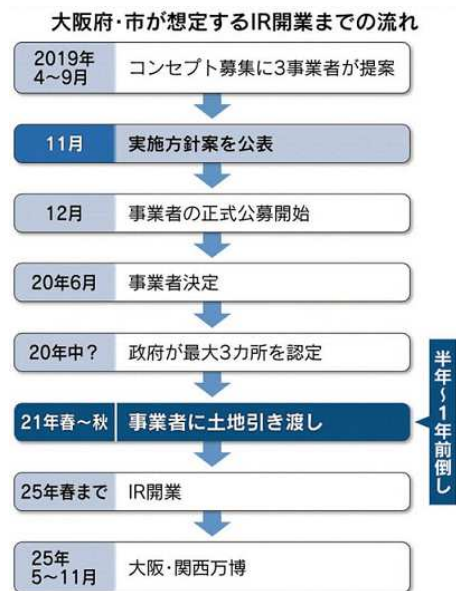 大阪府・市が想定するIR開業までの流れ
2019年
4〜9月
コンセプト募集に3事業者が提案
11月
実施方針案を公表
12月
事業者の正式公募開始
20年6月
事業者決定
20年中？
政府が最大3カ所を認定
21年春〜秋
事業者に土地引き渡し
半年〜1年前倒し
25年春まで
IR開業
25年
5〜11月
大阪・関西万博